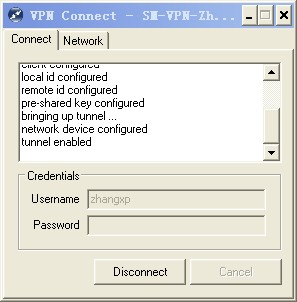 VPN Connect - SM-VPN-Zh...
Connect
Network
client configured
local id configured
remote id configured
pre-shared key configured
bringing up tunnel ...
network device configured
tunnel enabled
Credentials
Username
zhangxp
Password
Disconnect
Cancel